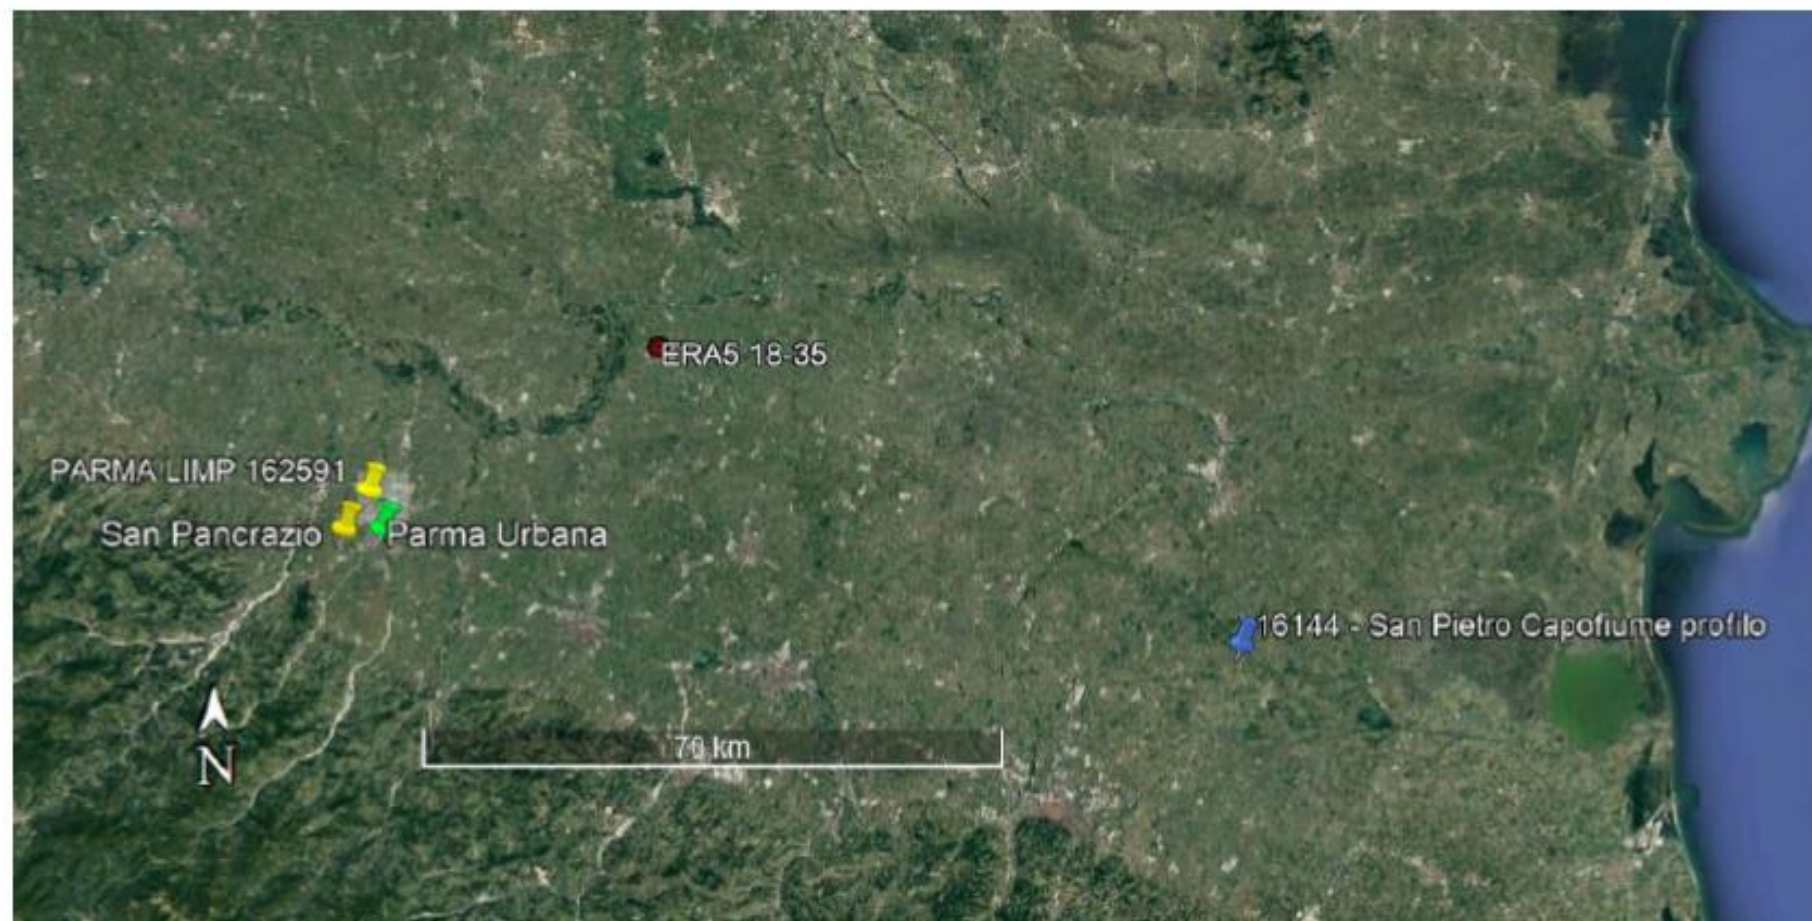 ERA5 18-35
PARMA LIMP 162591
San Pancrazio
Parma Urbana
16144 - San Pietro Capofiume profilo
70 km
N